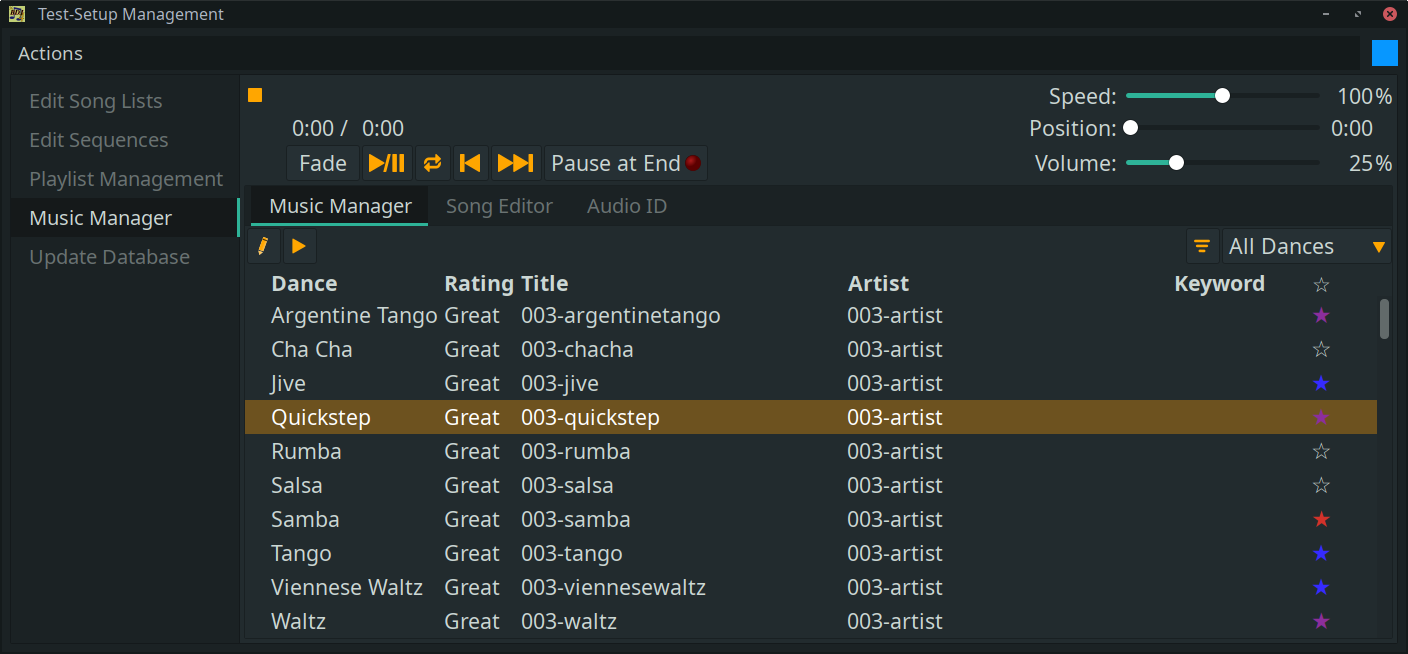 Test-Setup Management
Actions
Edit Song Lists
Edit Sequences
Playlist Management
Music Manager
Update Database
0:00 / 0:00
Speed: 100%
Position: 0:00
Volume: 25%
Fade Pause at End
Music Manager Song Editor Audio ID
All Dances
Dance Rating Title Artist Keyword ☆
Argentine Tango Great 003-argentinetango 003-artist ★
Cha Cha Great 003-chacha 003-artist ☆
Jive Great 003-jive 003-artist ★
Quickstep Great 003-quickstep 003-artist ★
Rumba Great 003-rumba 003-artist ☆
Salsa Great 003-salsa 003-artist ☆
Samba Great 003-samba 003-artist ★
Tango Great 003-tango 003-artist ★
Viennese Waltz Great 003-viennesewaltz 003-artist ★
Waltz Great 003-waltz 003-artist ★